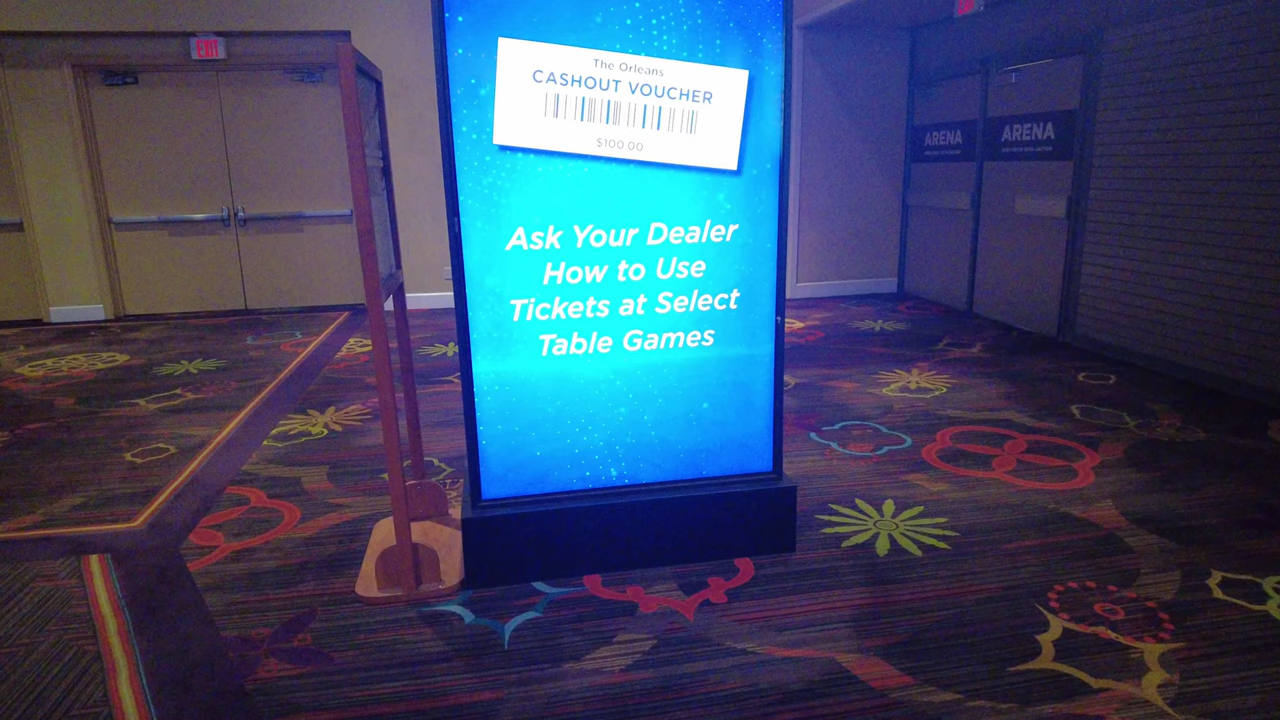 EXIT
The Orleans
CASHOUT VOUCHER
$100.00
Ask Your Dealer
How to Use
Tickets at Select
Table Games
ARENA
ARENA